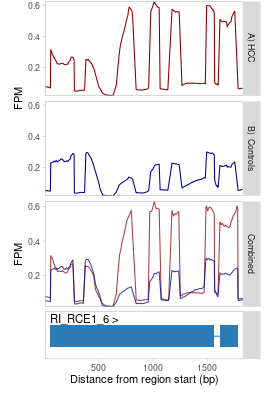 0.6
0.4
0.2
FPM
A) HCC
0.6
0.4
0.2
FPM
B) Controls
0.6
0.4
0.2
FPM
Combined
RI_RCE1_6 >
500 1000 1500
Distance from region start (bp)